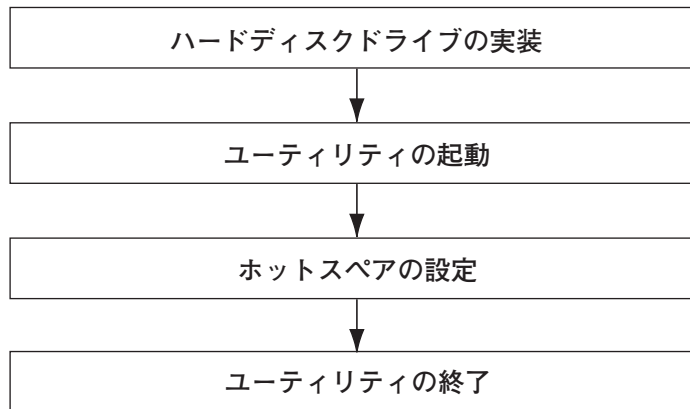 ハードディスクドライブの実装
ユーティリティの起動
ホットスペアの設定
ユーティリティの終了